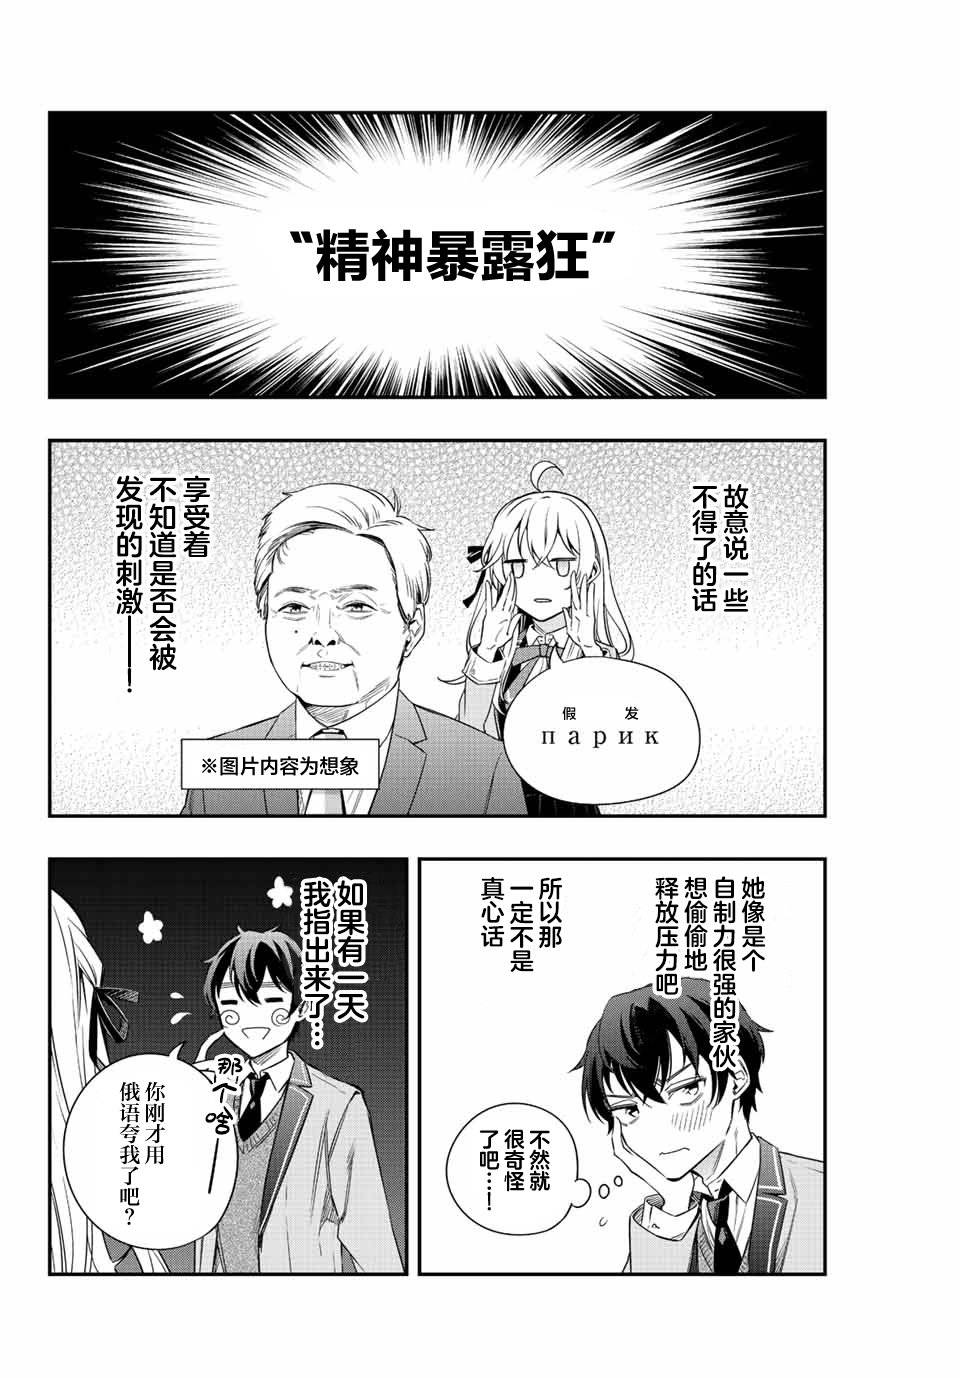 “精神暴露狂”
故意说一些
不得了的话
假发
парик
享受着
不知道是否会被
发现的刺激——!
※图片内容为想象
她像是个
自制力很强的家伙
想偷偷地
释放压力吧
所以那
一定不是
真心话
不然就
很奇怪
了吧…!
如果有一天
我指出来了…
那个啥——
你刚才用
俄语夸我了吧？